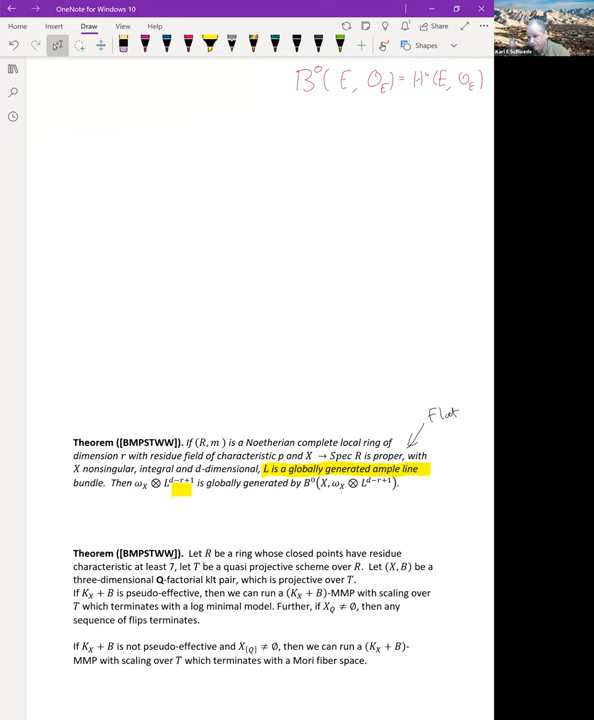 OneNote for Windows 10
Home Insert Draw View Help Share
Shapes
Karl E Schwede
B⁰(E, O_E) = H⁰(E, O_E)
Flat
Theorem ([BMPSTWW]). If (R, m ) is a Noetherian complete local ring of
dimension r with residue field of characteristic p and X → Spec R is proper, with
X nonsingular, integral and d-dimensional, L is a globally generated ample line
bundle. Then ω_X ⊗ L^{d−r+1} is globally generated by B⁰(X, ω_X ⊗ L^{d−r+1}).
Theorem ([BMPSTWW]). Let R be a ring whose closed points have residue
characteristic at least 7, let T be a quasi projective scheme over R. Let (X, B) be a
three-dimensional Q-factorial klt pair, which is projective over T.
If K_X + B is pseudo-effective, then we can run a (K_X + B)-MMP with scaling over
T which terminates with a log minimal model. Further, if X_Q ≠ ∅, then any
sequence of flips terminates.
If K_X + B is not pseudo-effective and X_{Q} ≠ ∅, then we can run a (K_X + B)-
MMP with scaling over T which terminates with a Mori fiber space.